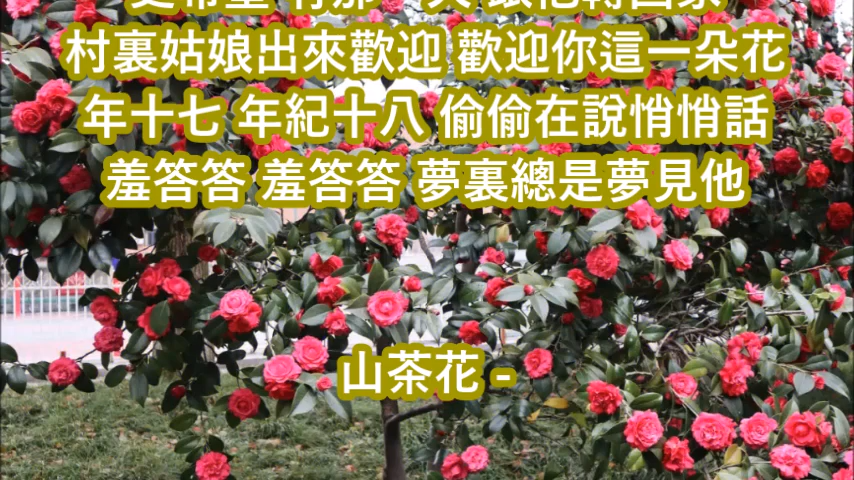 村裏姑娘出來歡迎 歡迎你這一朵花
年十七 年紀十八 偷偷在說悄悄話
羞答答 羞答答 夢裏總是夢見他
山茶花 -